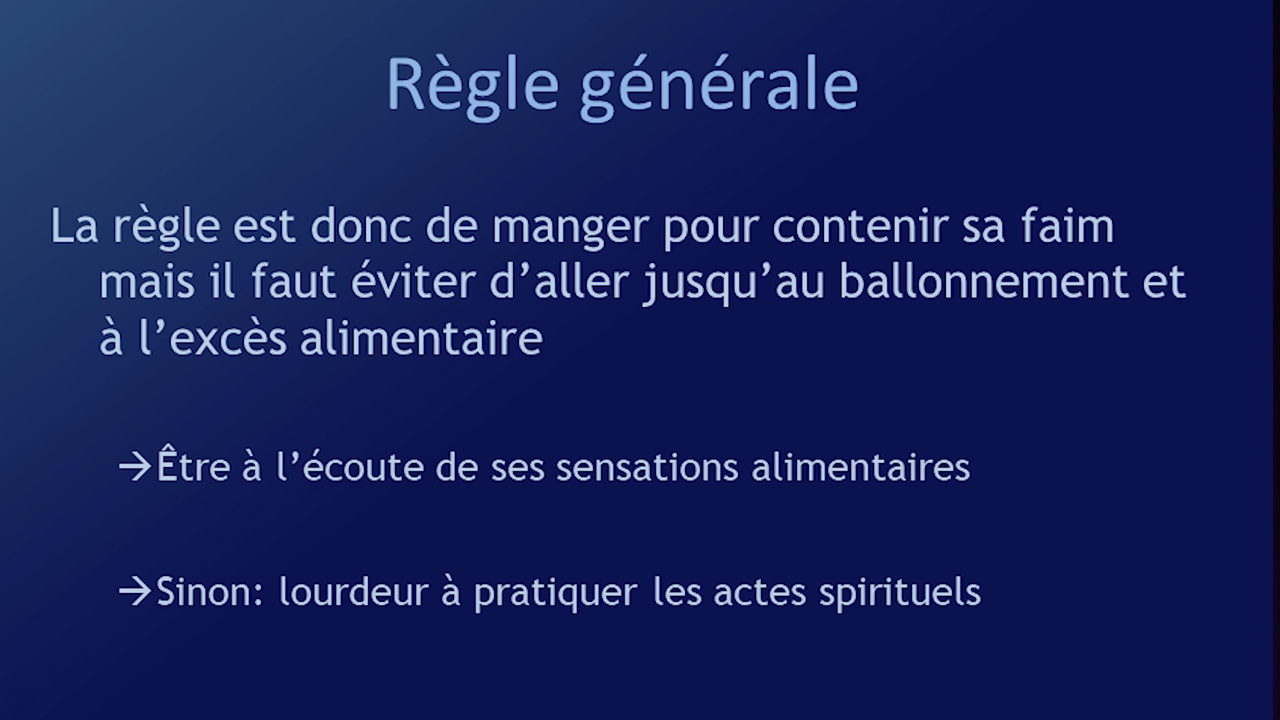 Règle générale
La règle est donc de manger pour contenir sa faim
mais il faut éviter d’aller jusqu’au ballonnement et
à l’excès alimentaire
→Être à l’écoute de ses sensations alimentaires
→Sinon: lourdeur à pratiquer les actes spirituels